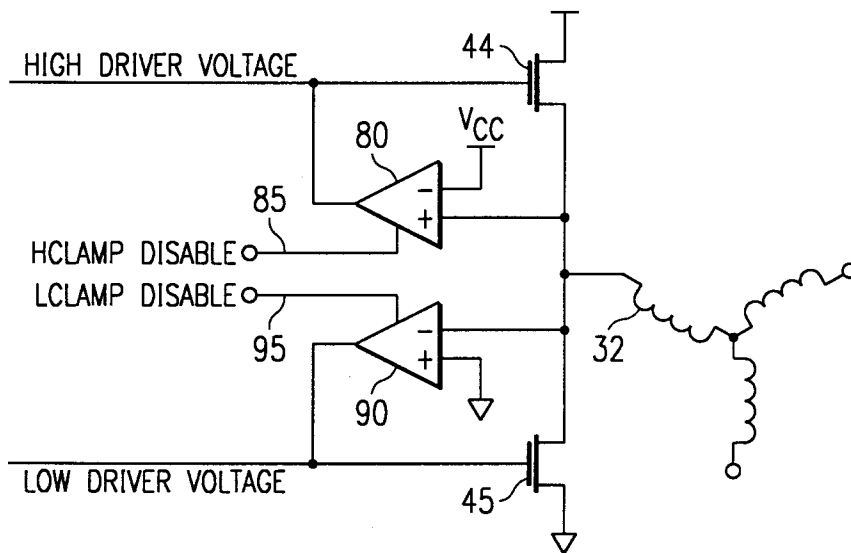 44
HIGH DRIVER VOLTAGE
VCC
80
-
+
85
HCLAMP DISABLE
LCLAMP DISABLE
95
-
+
90
32
LOW DRIVER VOLTAGE
45